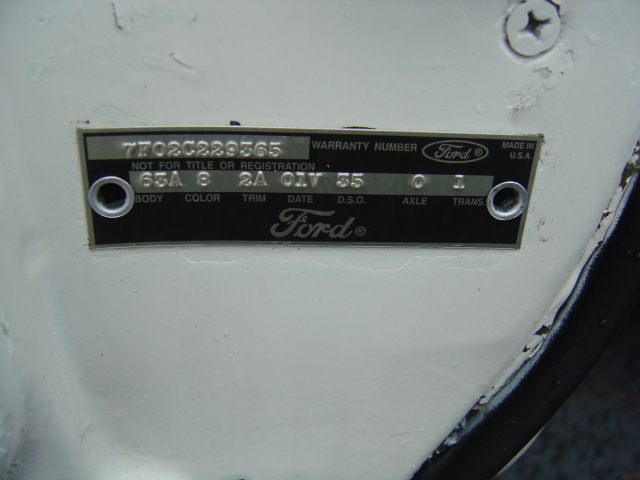 7F02C229365 WARRANTY NUMBER Ford® MADE IN U.S.A.
NOT FOR TITLE OR REGISTRATION
63A 8 2A 01V 35 0 1
BODY COLOR TRIM DATE D.S.O. AXLE TRANS
Ford®